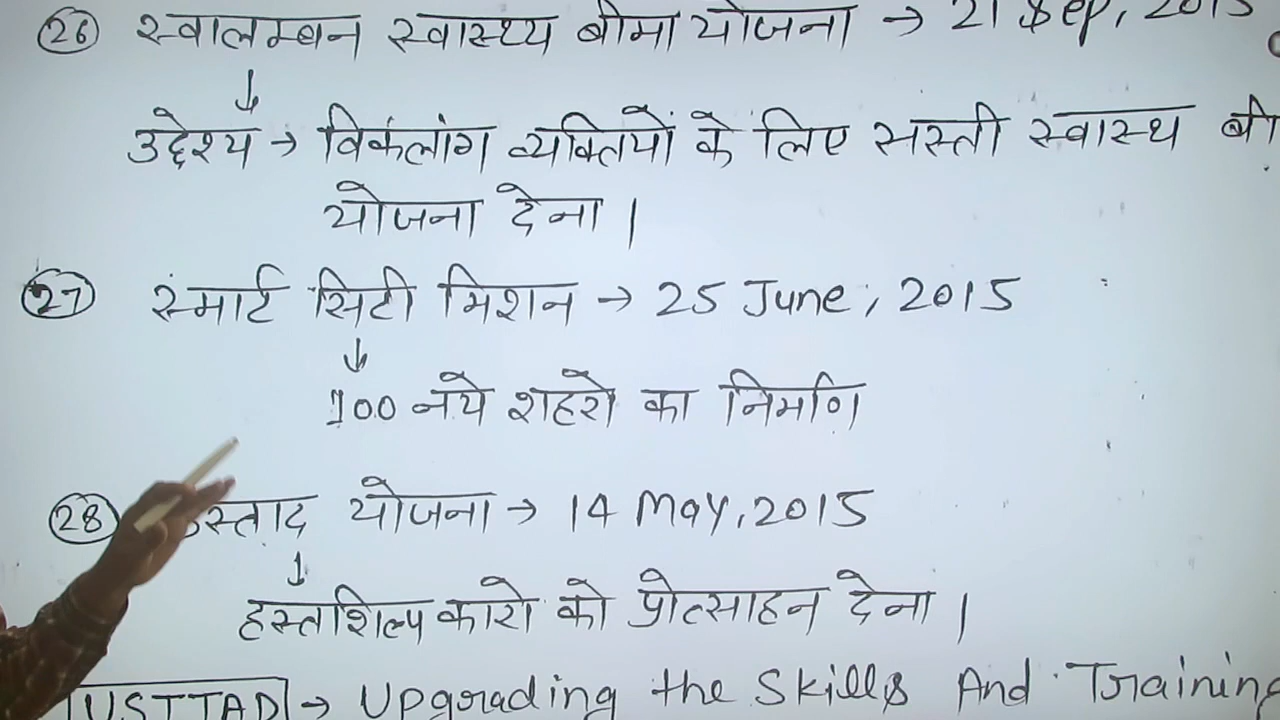 26 स्वालम्बन स्वास्थ्य बीमा योजना → 21 Sep, 2015
↓
उद्देश्य → विकलांग व्यक्तियों के लिए सस्ती स्वास्थ बी
योजना देना।
27 स्मार्ट सिटी मिशन → 25 June, 2015
↓
100 नये शहरो का निर्माण
28 उस्ताद योजना → 14 May, 2015
↓
हस्तशिल्प कारो को प्रोत्साहन देना।
USTTAD → Upgrading the Skills And Training